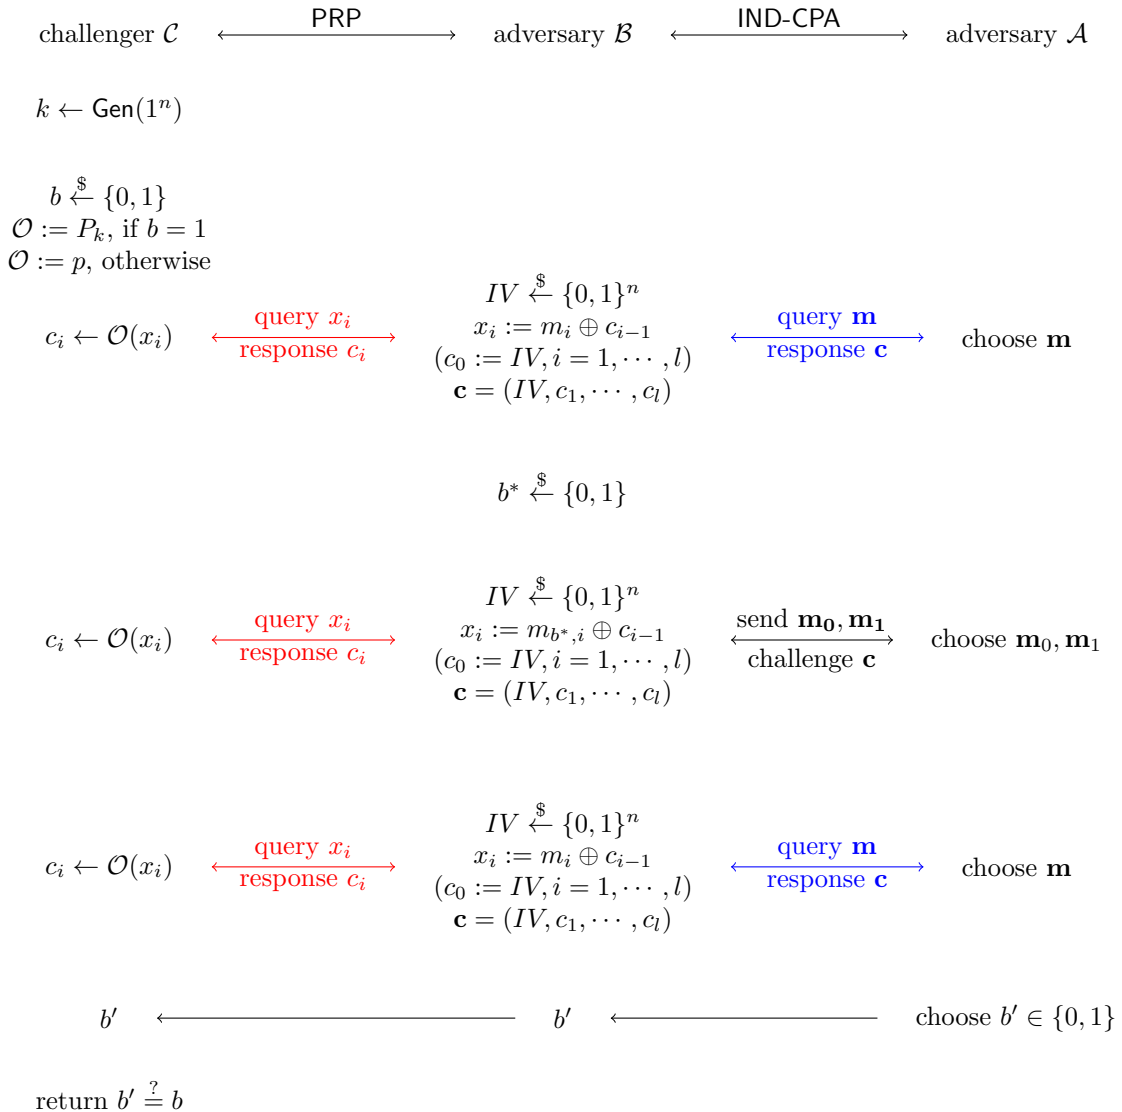 challenger 𝒞 PRP adversary ℬ IND-CPA adversary 𝒜
k ← Gen(1ⁿ)
b ←$ {0, 1}
𝒪 := P_k, if b = 1
𝒪 := p, otherwise
IV ←$ {0, 1}ⁿ
c_i ← 𝒪(x_i) query x_i x_i := m_i ⊕ c_{i−1} query m choose m
response c_i (c_0 := IV, i = 1, ⋯ , l) response c
c = (IV, c_1, ⋯ , c_l)
b* ←$ {0, 1}
IV ←$ {0, 1}ⁿ
c_i ← 𝒪(x_i) query x_i x_i := m_{b*,i} ⊕ c_{i−1} send m_0, m_1 choose m_0, m_1
response c_i (c_0 := IV, i = 1, ⋯ , l) challenge c
c = (IV, c_1, ⋯ , c_l)
IV ←$ {0, 1}ⁿ
c_i ← 𝒪(x_i) query x_i x_i := m_i ⊕ c_{i−1} query m choose m
response c_i (c_0 := IV, i = 1, ⋯ , l) response c
c = (IV, c_1, ⋯ , c_l)
b′ b′ choose b′ ∈ {0, 1}
return b′ ≟ b